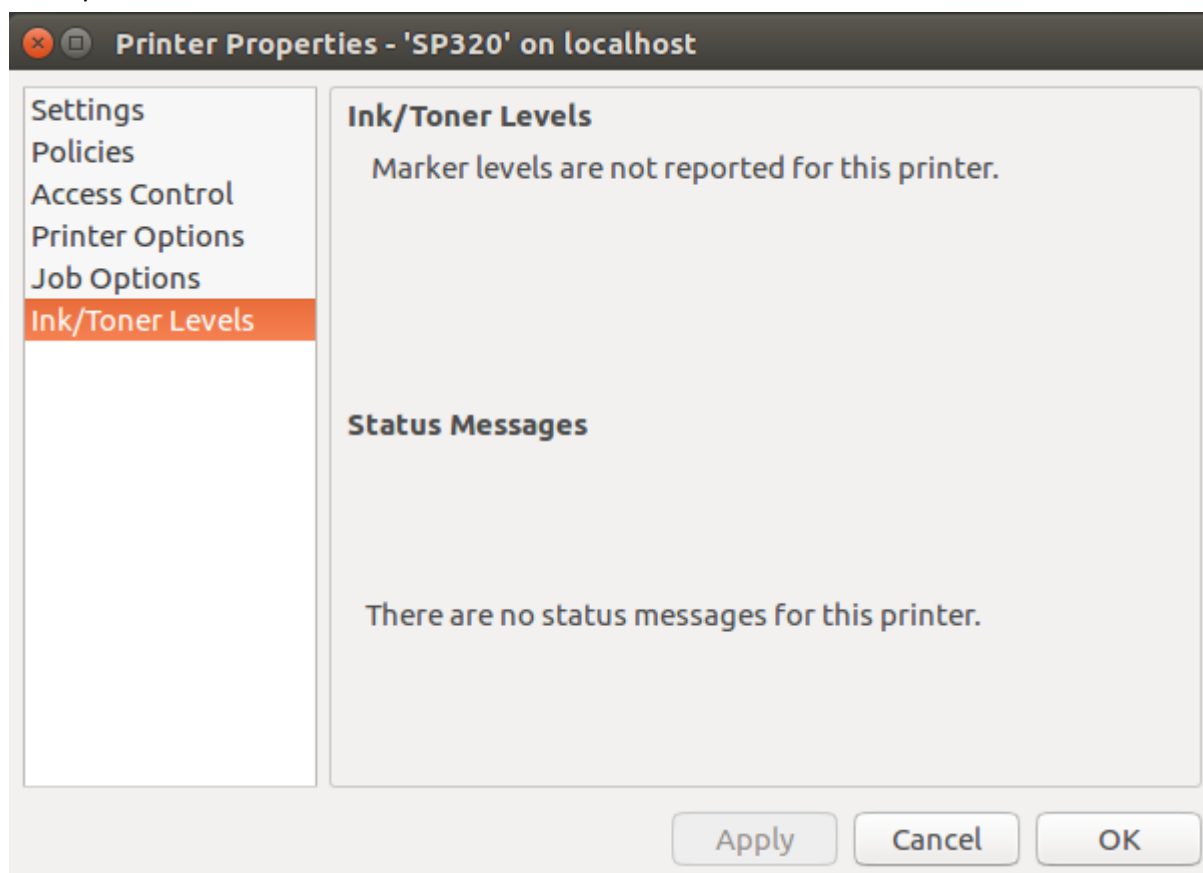 Printer Properties - 'SP320' on localhost
Settings
Policies
Access Control
Printer Options
Job Options
Ink/Toner Levels
Ink/Toner Levels
Marker levels are not reported for this printer.
Status Messages
There are no status messages for this printer.
Apply
Cancel
OK